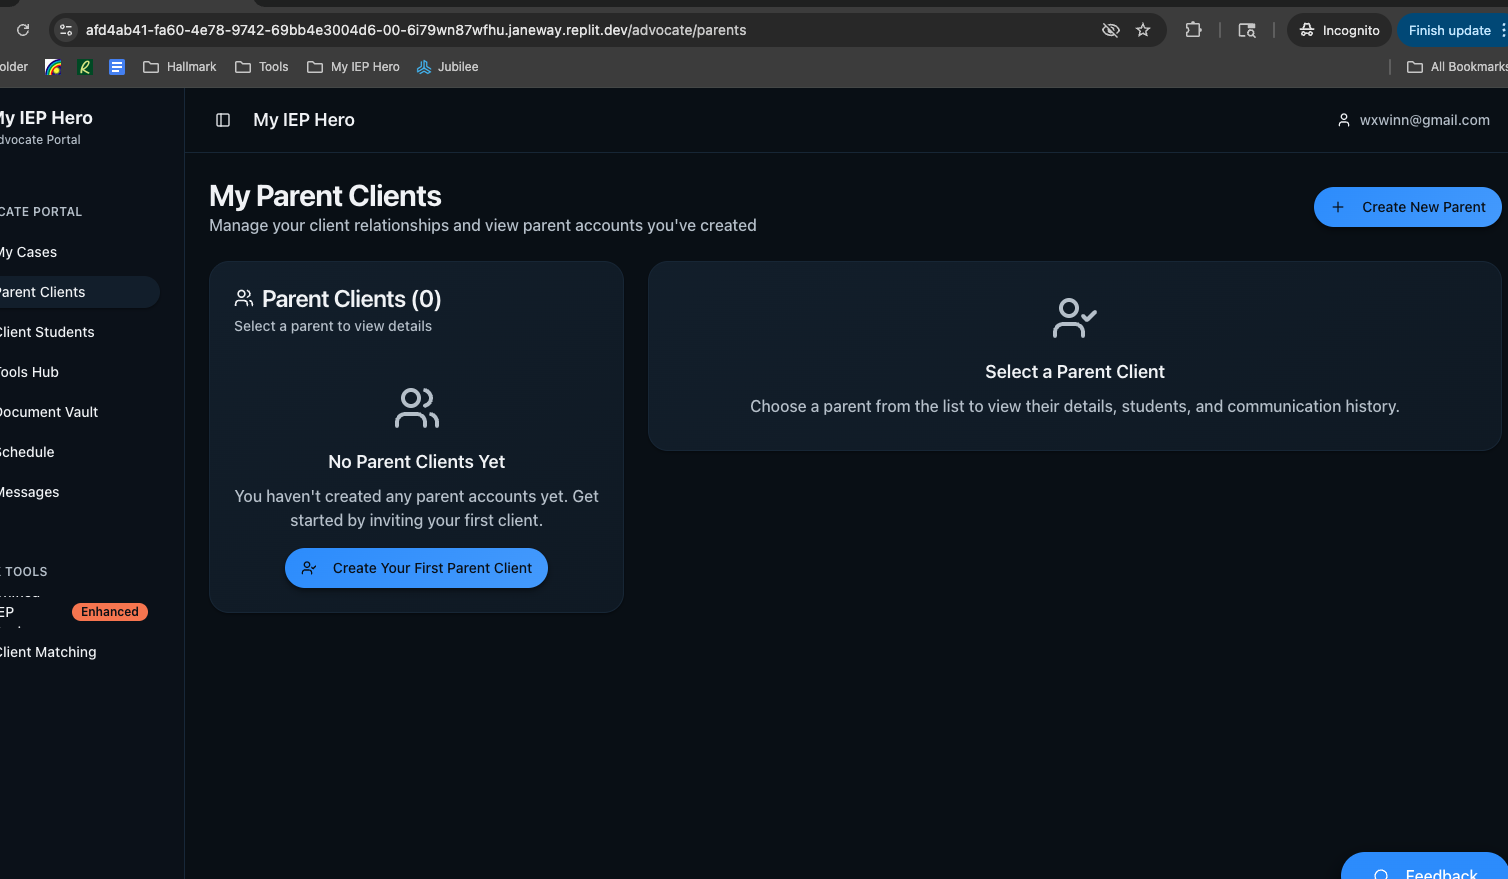 afd4ab41-fa60-4e78-9742-69bb4e3004d6-00-6i79wn87wfhu.janeway.replit.dev/advocate/parents
Incognito
Finish update
older
Hallmark
Tools
My IEP Hero
Jubilee
All Bookmarks
My IEP Hero
dvocate Portal
CATE PORTAL
My Cases
Parent Clients
Client Students
Tools Hub
Document Vault
Schedule
Messages
TOOLS
IEP
Enhanced
Client Matching
My IEP Hero
wxwinn@gmail.com
My Parent Clients
Manage your client relationships and view parent accounts you've created
Create New Parent
Parent Clients (0)
Select a parent to view details
No Parent Clients Yet
You haven't created any parent accounts yet. Get
started by inviting your first client.
Create Your First Parent Client
Select a Parent Client
Choose a parent from the list to view their details, students, and communication history.
Feedback